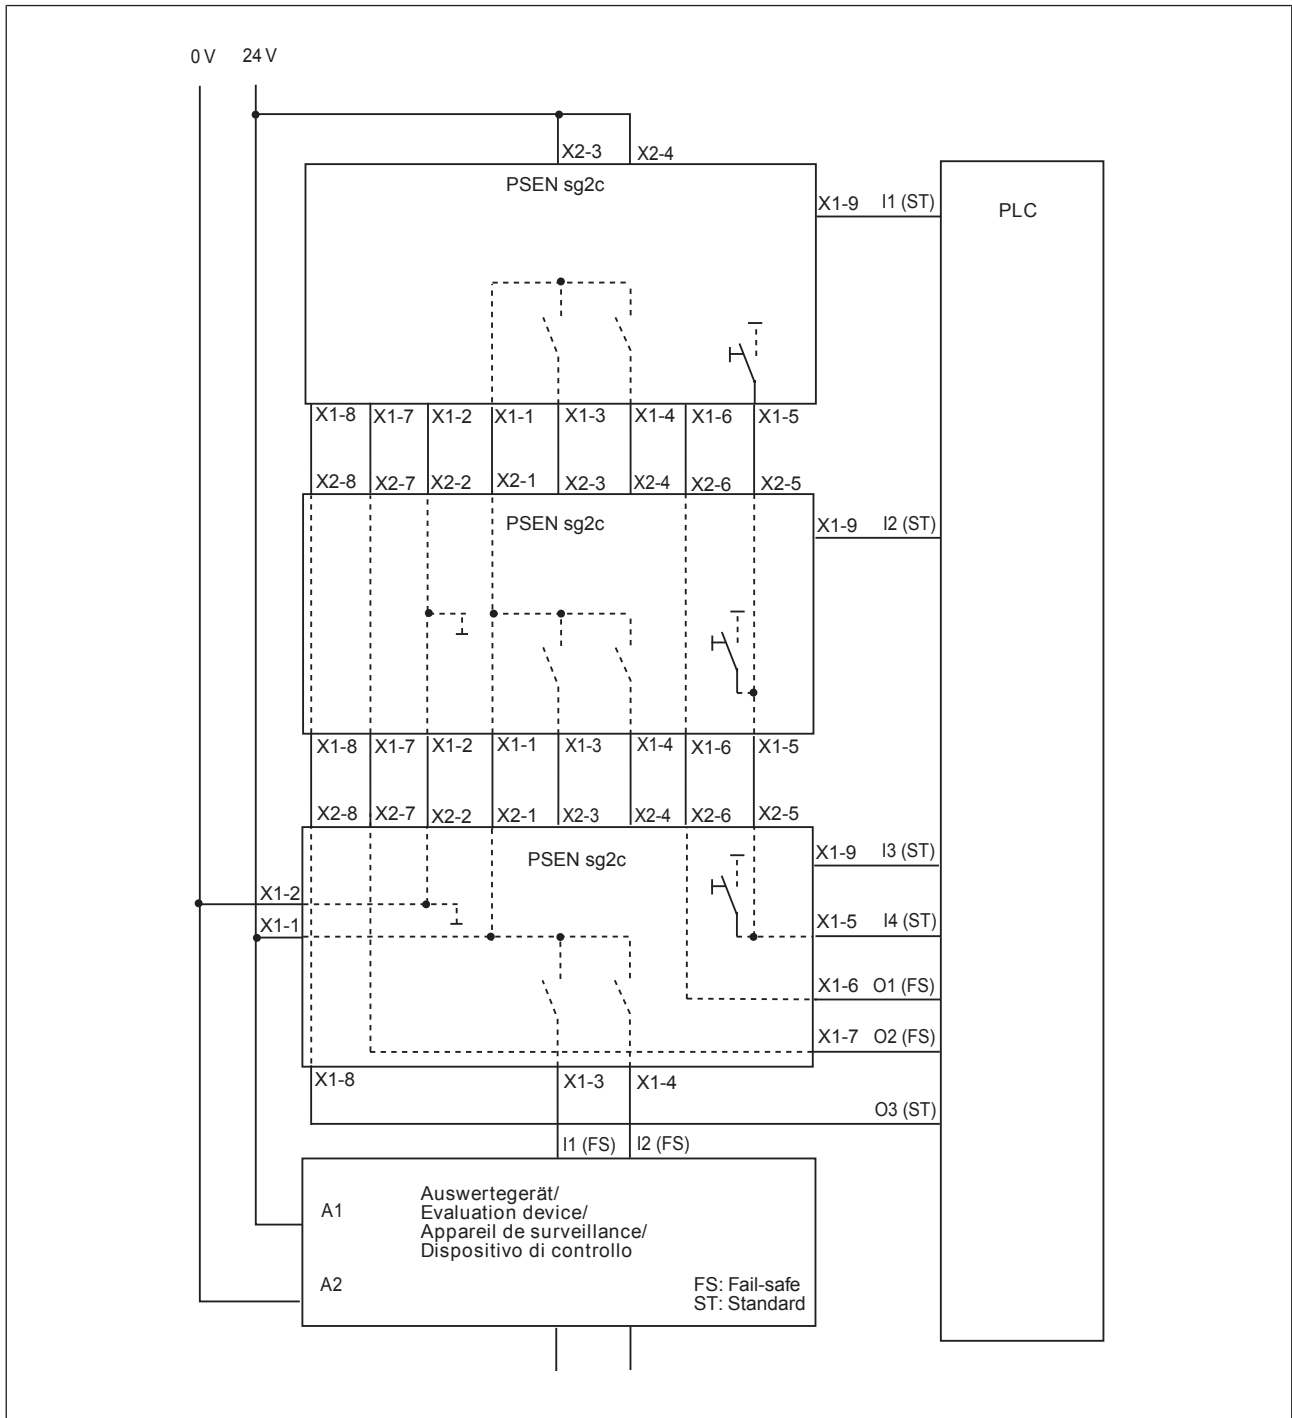 0 V 24 V
X2-3 X2-4
PSEN sg2c
X1-9 I1 (ST)
PLC
X1-8 X1-7 X1-2 X1-1 X1-3 X1-4 X1-6 X1-5
X2-8 X2-7 X2-2 X2-1 X2-3 X2-4 X2-6 X2-5
PSEN sg2c
X1-9 I2 (ST)
X1-8 X1-7 X1-2 X1-1 X1-3 X1-4 X1-6 X1-5
X2-8 X2-7 X2-2 X2-1 X2-3 X2-4 X2-6 X2-5
PSEN sg2c
X1-9 I3 (ST)
X1-2
X1-1
X1-5 I4 (ST)
X1-6 O1 (FS)
X1-7 O2 (FS)
X1-8 X1-3 X1-4
O3 (ST)
I1 (FS) I2 (FS)
A1
Auswertegerät/
Evaluation device/
Appareil de surveillance/
Dispositivo di controllo
A2
FS: Fail-safe
ST: Standard